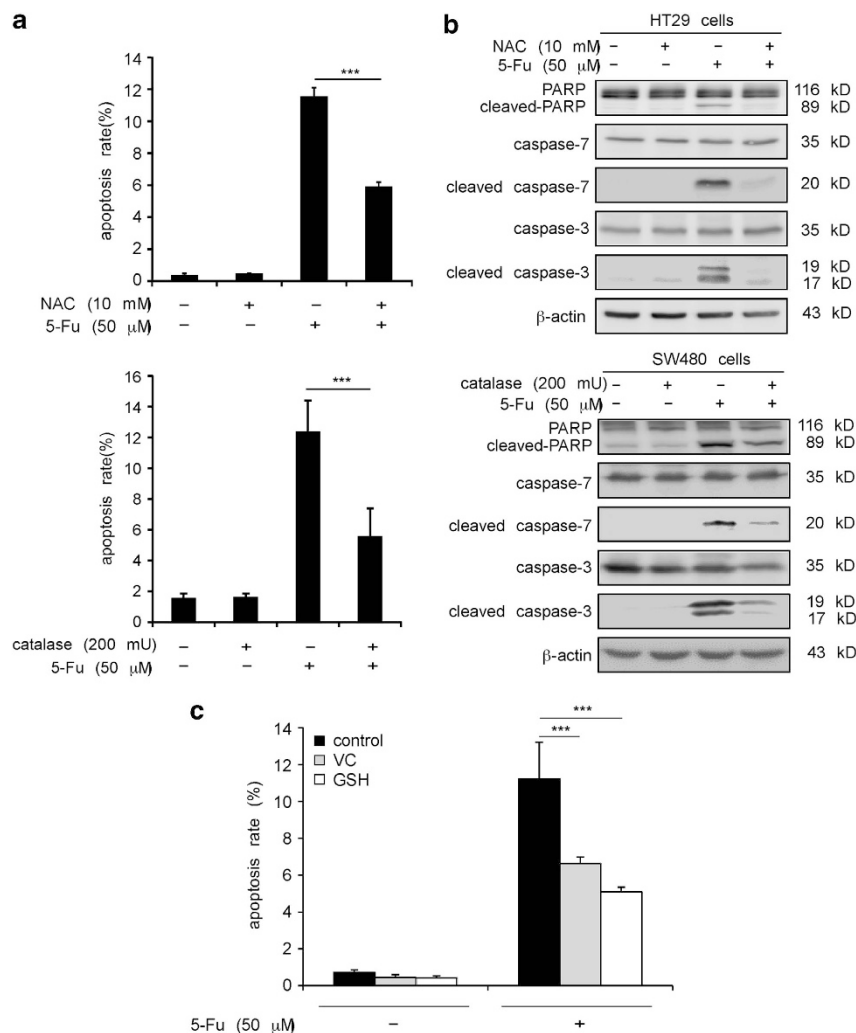 a
apoptosis rate(%)
14
12
10
8
6
4
2
0
***
NAC (10 mM) – + – +
5-Fu (50 μM) – – + +
apoptosis rate(%)
16
14
12
10
8
6
4
2
0
***
catalase (200 mU) – + – +
5-Fu (50 μM) – – + +
b
HT29 cells
NAC (10 mM) – + – +
5-Fu (50 μM) – – + +
PARP 116 kD
cleaved-PARP 89 kD
caspase-7 35 kD
cleaved caspase-7 20 kD
caspase-3 35 kD
cleaved caspase-3 19 kD
17 kD
β-actin 43 kD
SW480 cells
catalase (200 mU) – + – +
5-Fu (50 μM) – – + +
PARP 116 kD
cleaved-PARP 89 kD
caspase-7 35 kD
cleaved caspase-7 20 kD
caspase-3 35 kD
cleaved caspase-3 19 kD
17 kD
β-actin 43 kD
c
apoptosis rate (%)
14
12
10
8
6
4
2
0
control
VC
GSH
***
***
5-Fu (50 μM) – +